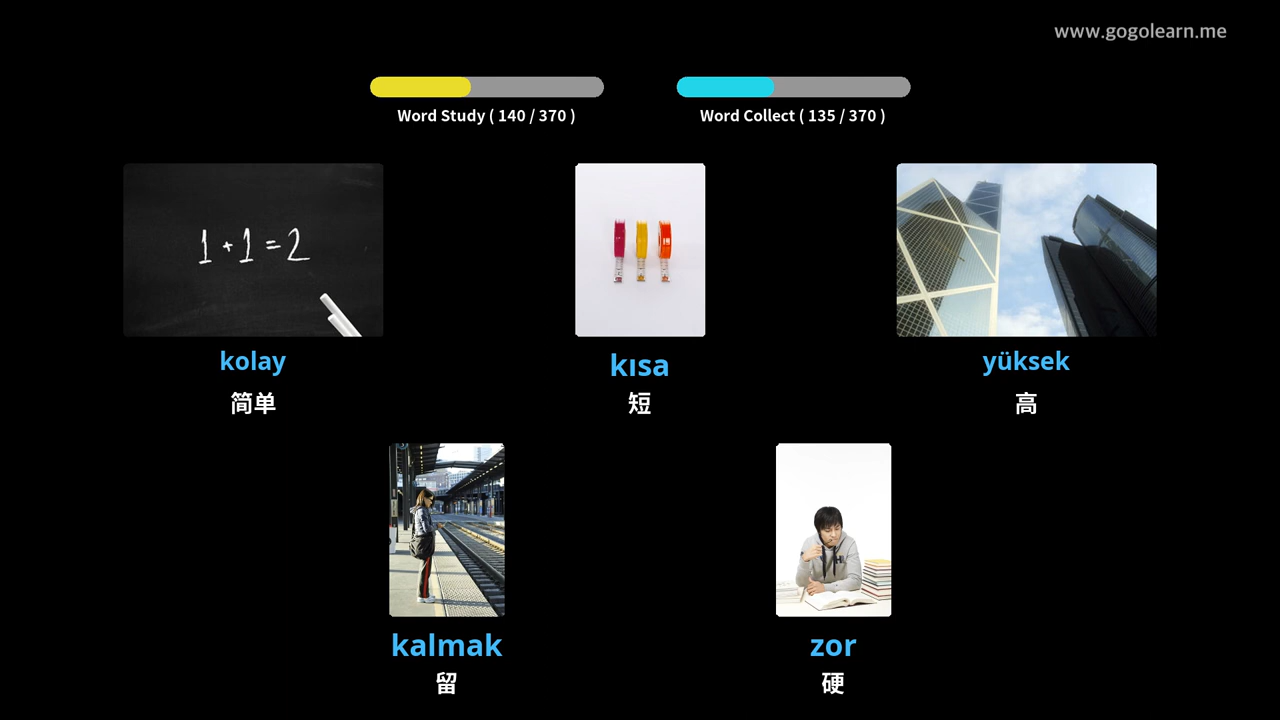 www.gogolearn.me
Word Study ( 140 / 370 )
Word Collect ( 135 / 370 )
1 + 1 = 2
kolay
简单
kısa
短
yüksek
高
kalmak
留
zor
硬